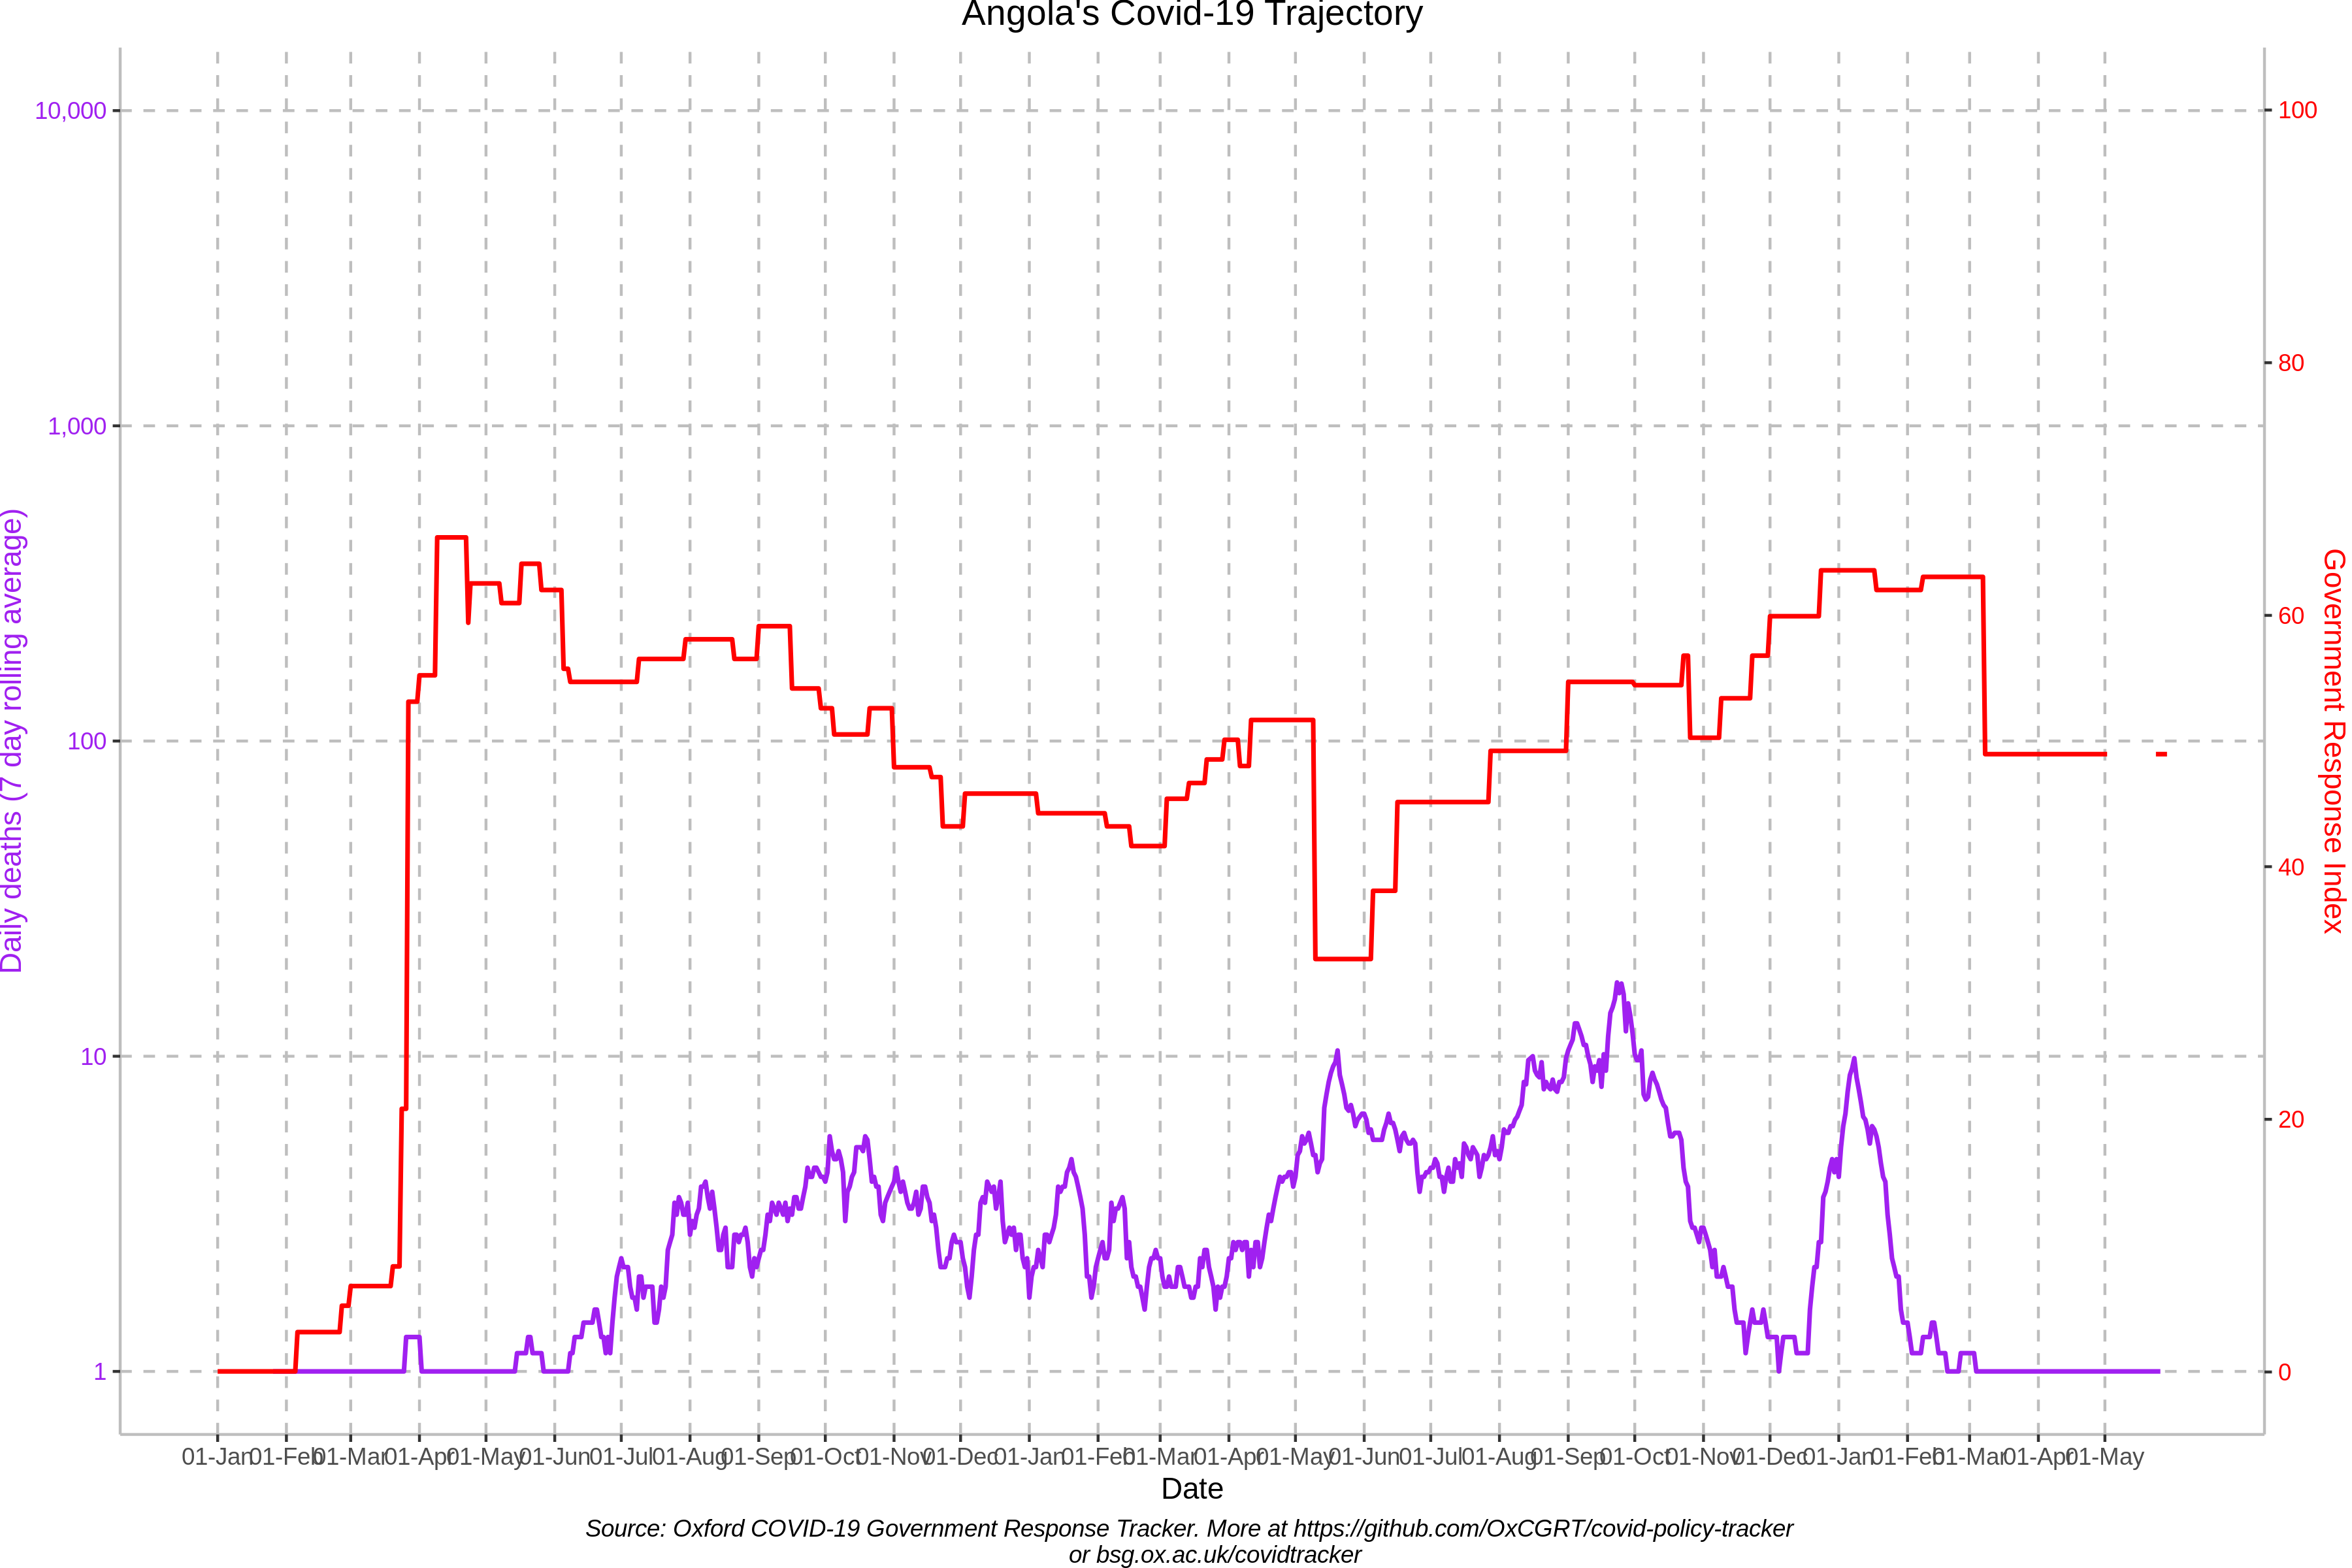 Angola's Covid-19 Trajectory
10,000
1,000
100
10
1
Daily deaths (7 day rolling average)
100
80
60
40
20
0
Government Response Index
01-Jan 01-Feb 01-Mar 01-Apr 01-May 01-Jun 01-Jul 01-Aug 01-Sep 01-Oct 01-Nov 01-Dec 01-Jan 01-Feb 01-Mar 01-Apr 01-May 01-Jun 01-Jul 01-Aug 01-Sep 01-Oct 01-Nov 01-Dec 01-Jan 01-Feb 01-Mar 01-Apr 01-May
Date
Source: Oxford COVID-19 Government Response Tracker. More at https://github.com/OxCGRT/covid-policy-tracker
or bsg.ox.ac.uk/covidtracker